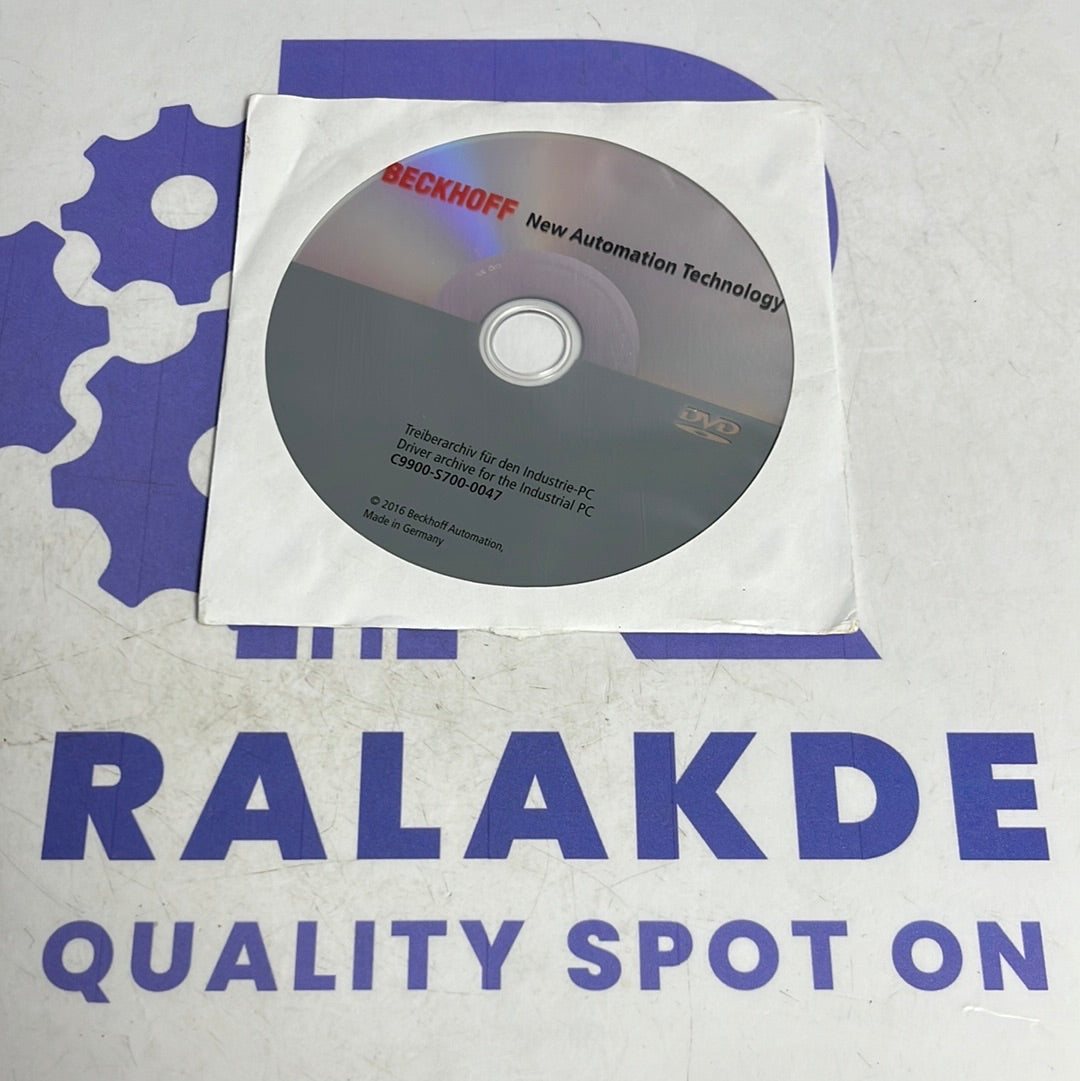 BECKHOFF New Automation Technology
DVD
Treiberarchiv für den Industrie-PC
Driver archive for the Industrial PC
C9900-S700-0047
© 2016 Beckhoff Automation,
Made in Germany
RALAKDE
QUALITY SPOT ON